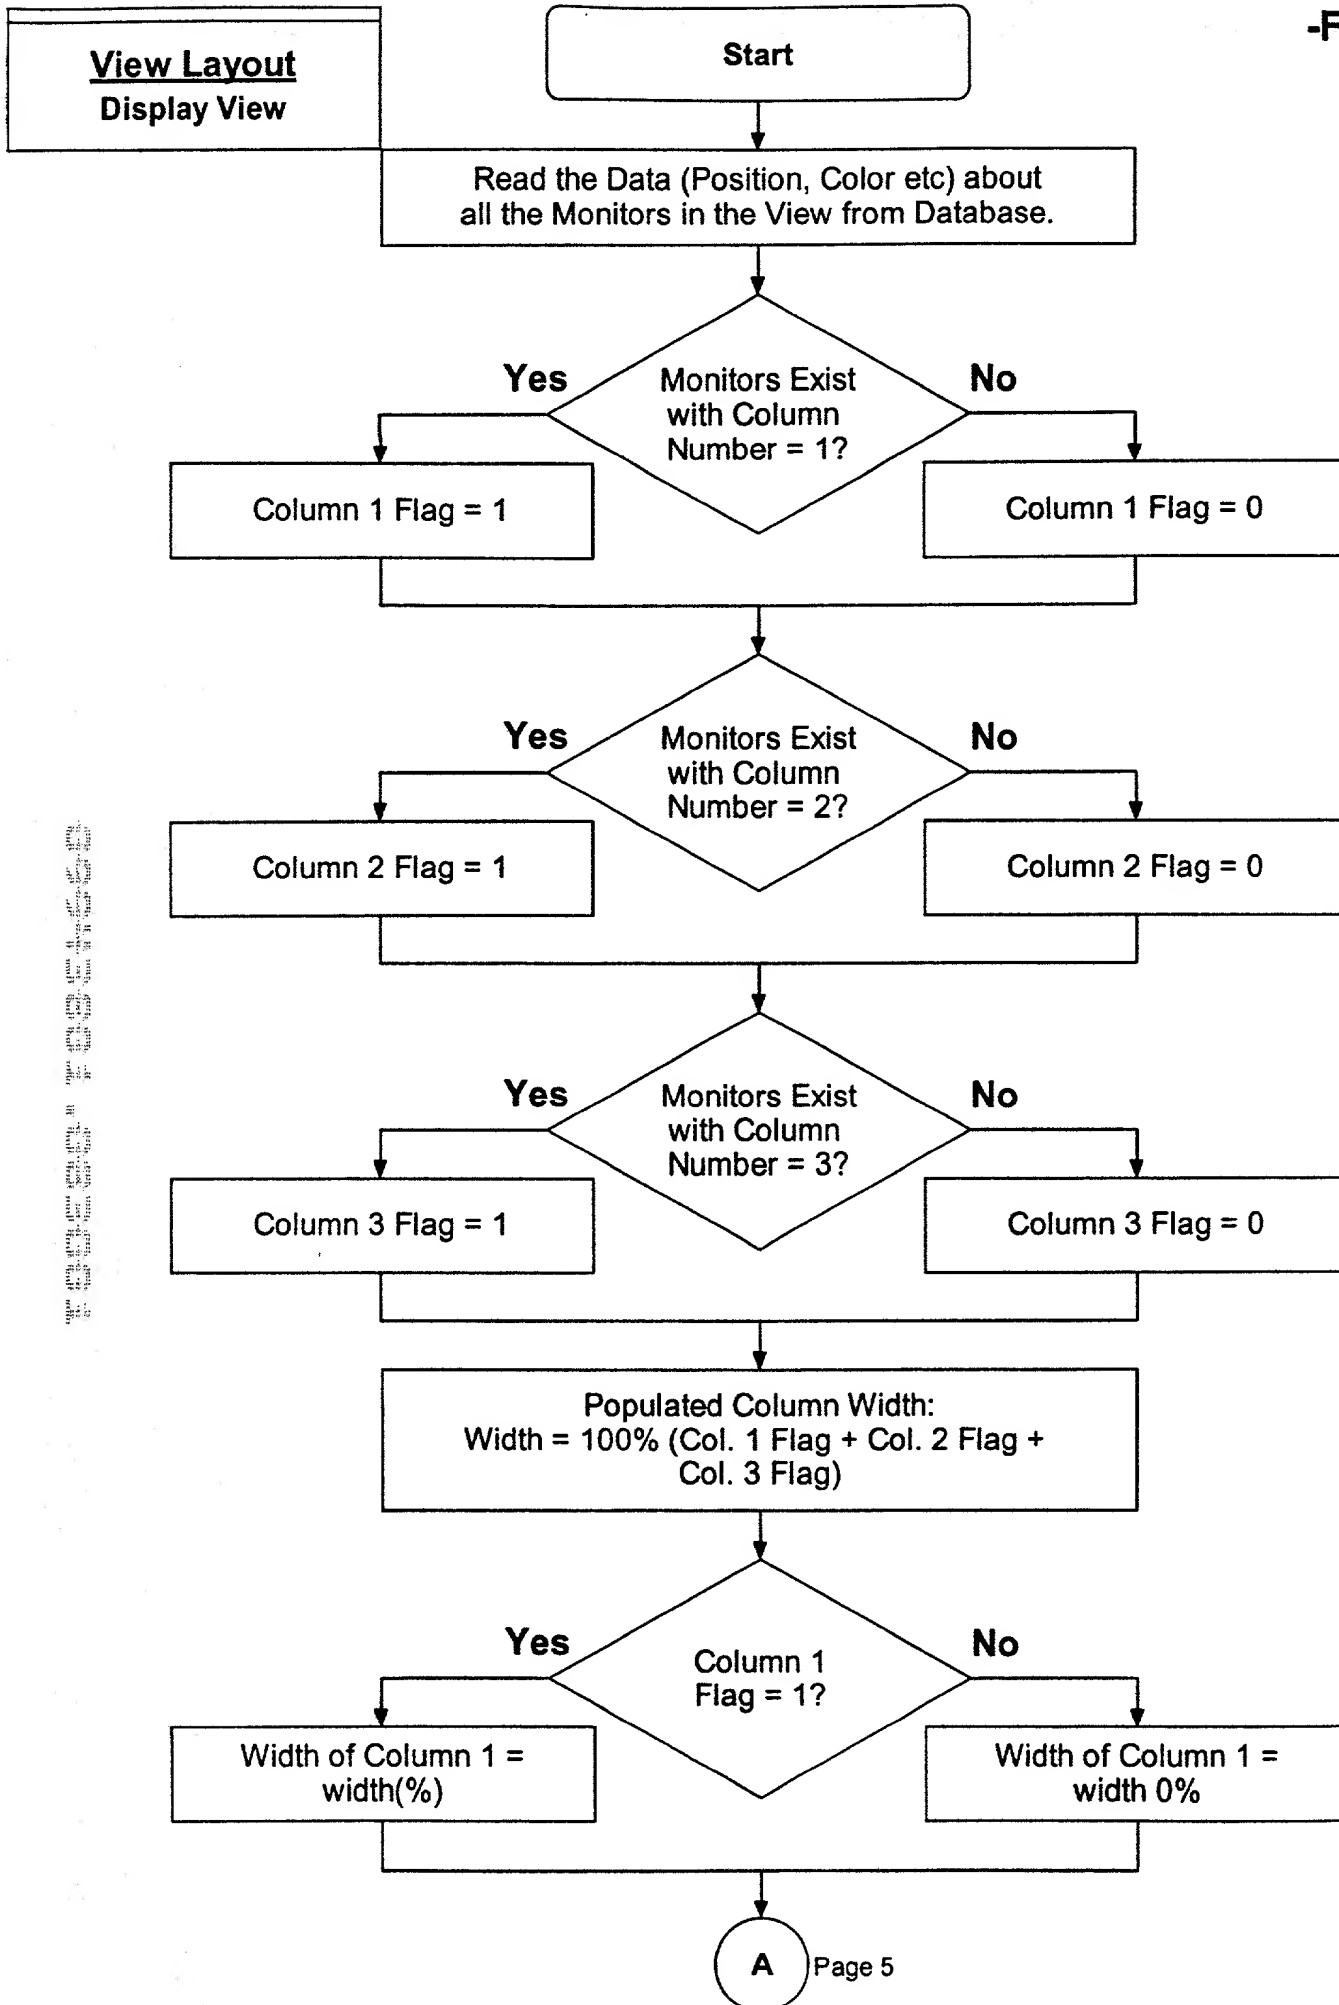 View Layout
Display View
Start
Read the Data (Position, Color etc) about
all the Monitors in the View from Database.
Yes
Monitors Exist
with Column
Number = 1?
No
Column 1 Flag = 1
Column 1 Flag = 0
Yes
Monitors Exist
with Column
Number = 2?
No
Column 2 Flag = 1
Column 2 Flag = 0
Yes
Monitors Exist
with Column
Number = 3?
No
Column 3 Flag = 1
Column 3 Flag = 0
Populated Column Width:
Width = 100% (Col. 1 Flag + Col. 2 Flag +
Col. 3 Flag)
Yes
Column 1
Flag = 1?
No
Width of Column 1 =
width(%)
Width of Column 1 =
width 0%
A
Page 5